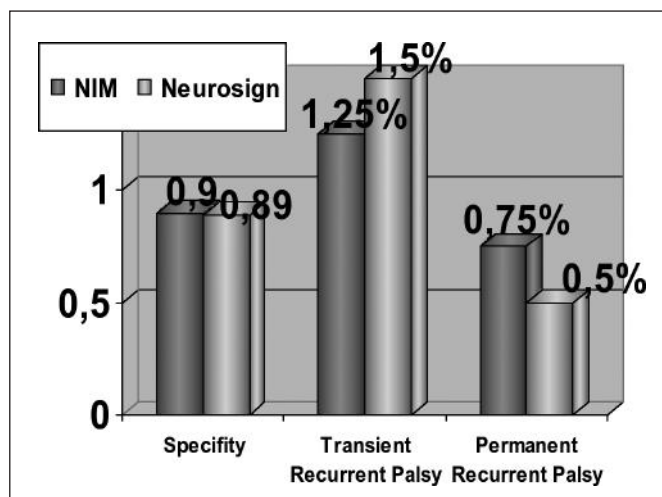 NIM Neurosign
1,5%
1,25%
1
0,9
0,89
0,75%
0,5%
0,5
0
Specifity
Transient
Recurrent Palsy
Permanent
Recurrent Palsy